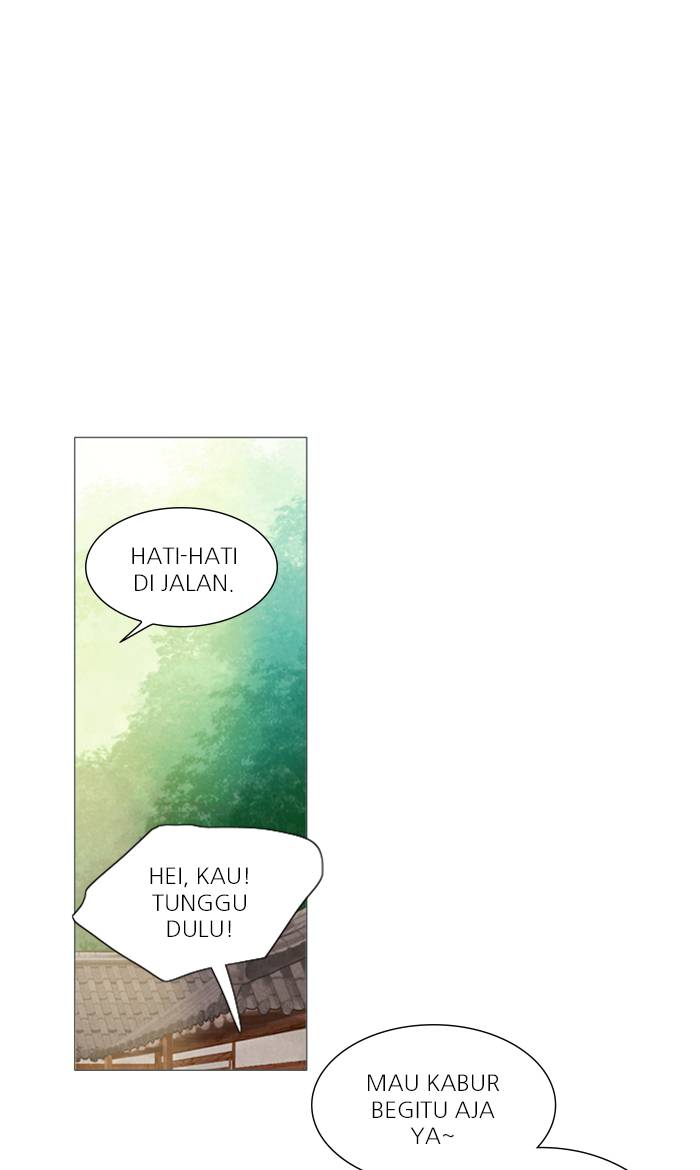 HATI-HATI
DI JALAN.
HEI, KAU!
TUNGGU
DULU!
MAU KABUR
BEGITU AJA
YA~